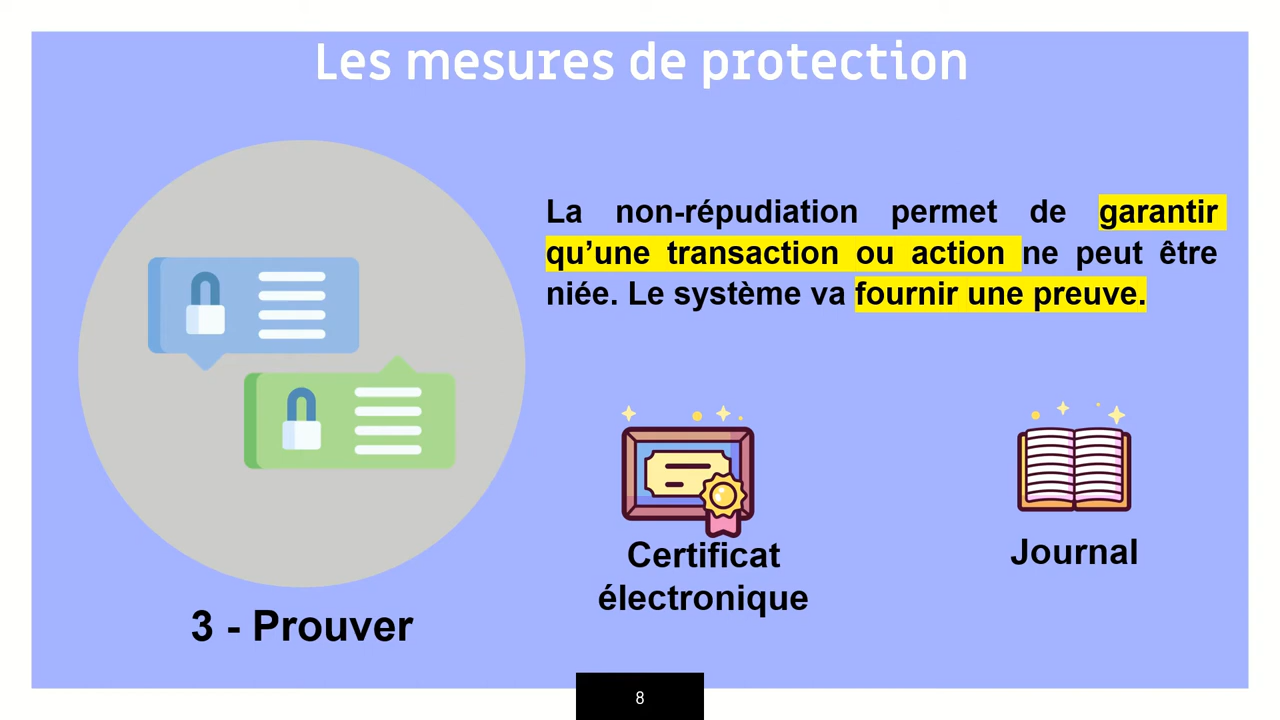 Les mesures de protection
La non-répudiation permet de garantir
qu’une transaction ou action ne peut être
niée. Le système va fournir une preuve.
Certificat
électronique
Journal
3 - Prouver
8